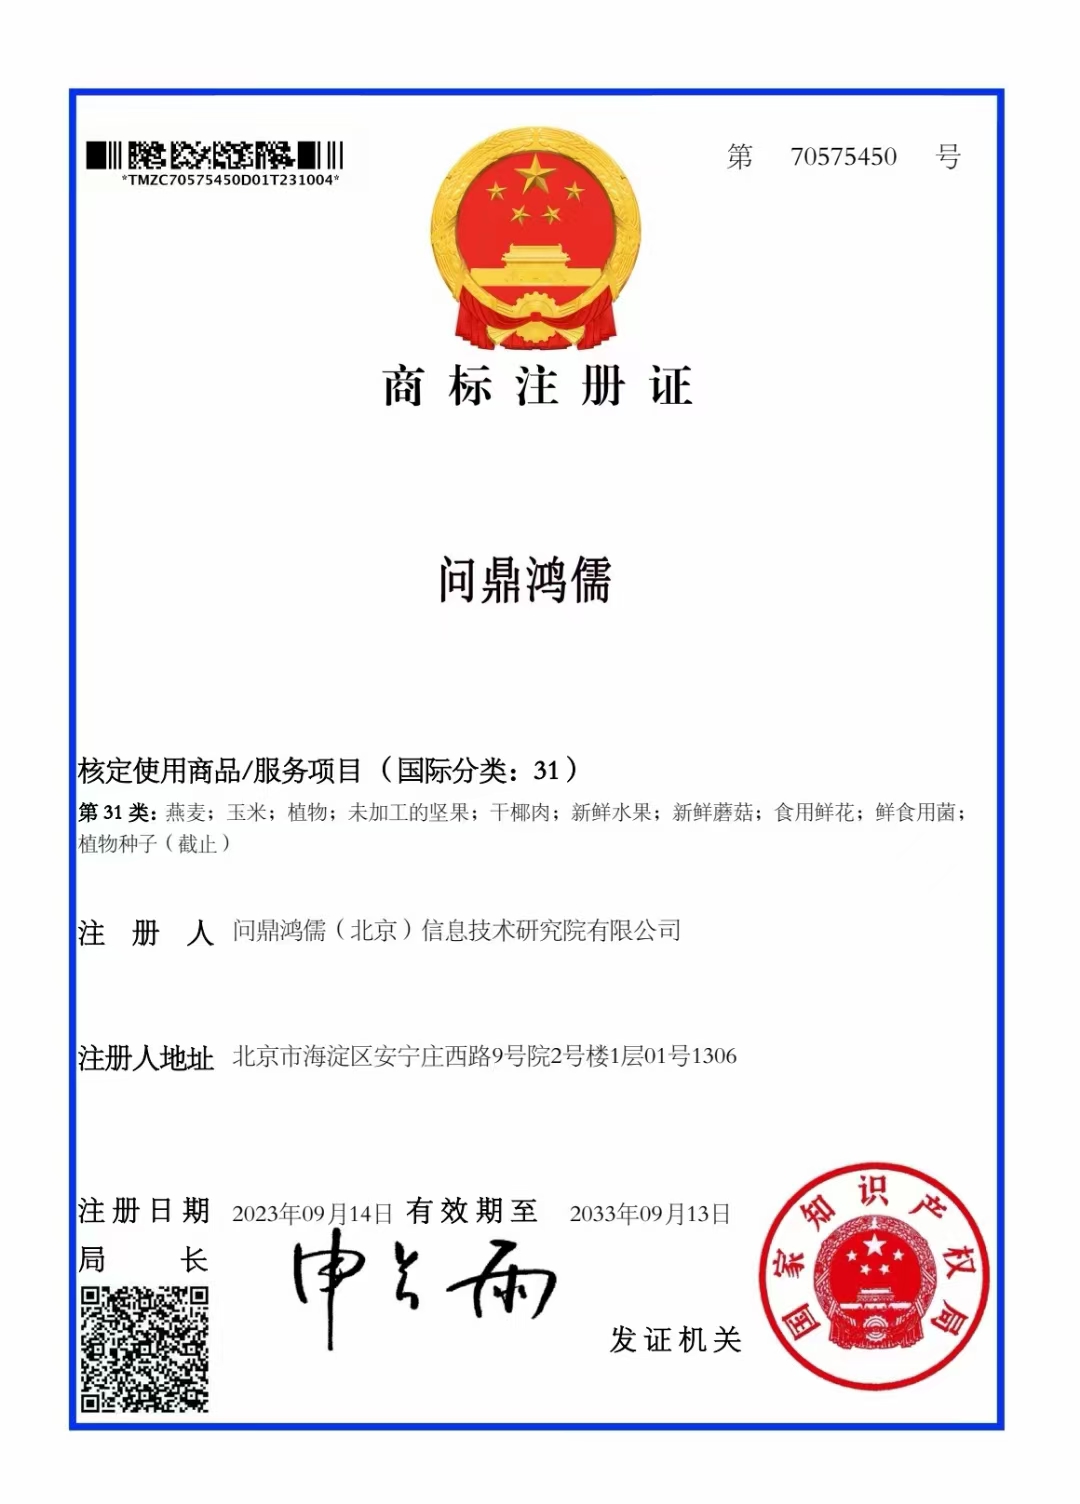 *TMZC70575450D01T231004*
第 70575450 号
商标注册证
问鼎鸿儒
核定使用商品/服务项目（国际分类：31）
第31类：燕麦；玉米；植物；未加工的坚果；干椰肉；新鲜水果；新鲜蘑菇；食用鲜花；鲜食用菌；
植物种子（截止）
注册人 问鼎鸿儒（北京）信息技术研究院有限公司
注册人地址 北京市海淀区安宁庄西路9号院2号楼1层01号1306
注册日期 2023年09月14日 有效期至 2033年09月13日
局长 申长雨
发证机关
国家知识产权局